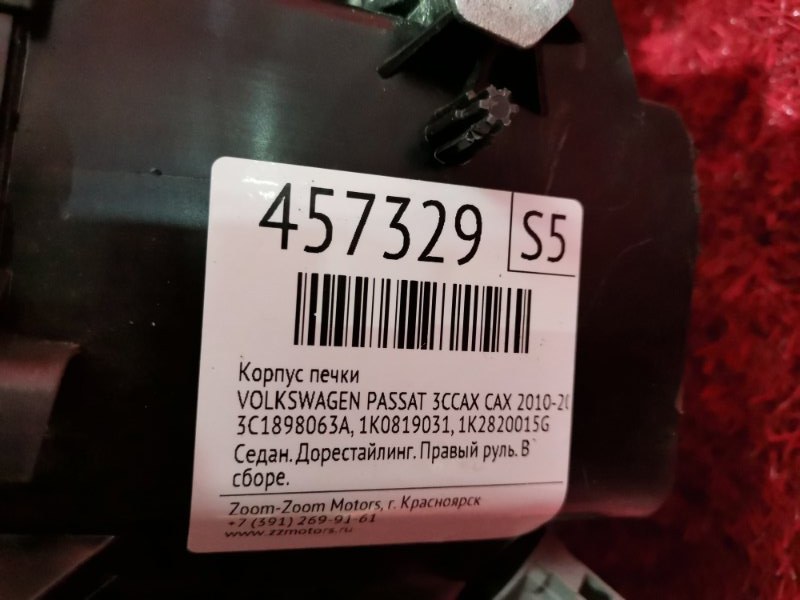 457329 S5
Корпус печки
VOLKSWAGEN PASSAT 3CCAX CAX 2010-20
3C1898063A, 1K0819031, 1K2820015G
Седан. Дорестайлинг. Правый руль. В
сборе.
Zoom-Zoom Motors, г. Красноярск
+7 (391) 269-91-61
www.zzmotors.ru